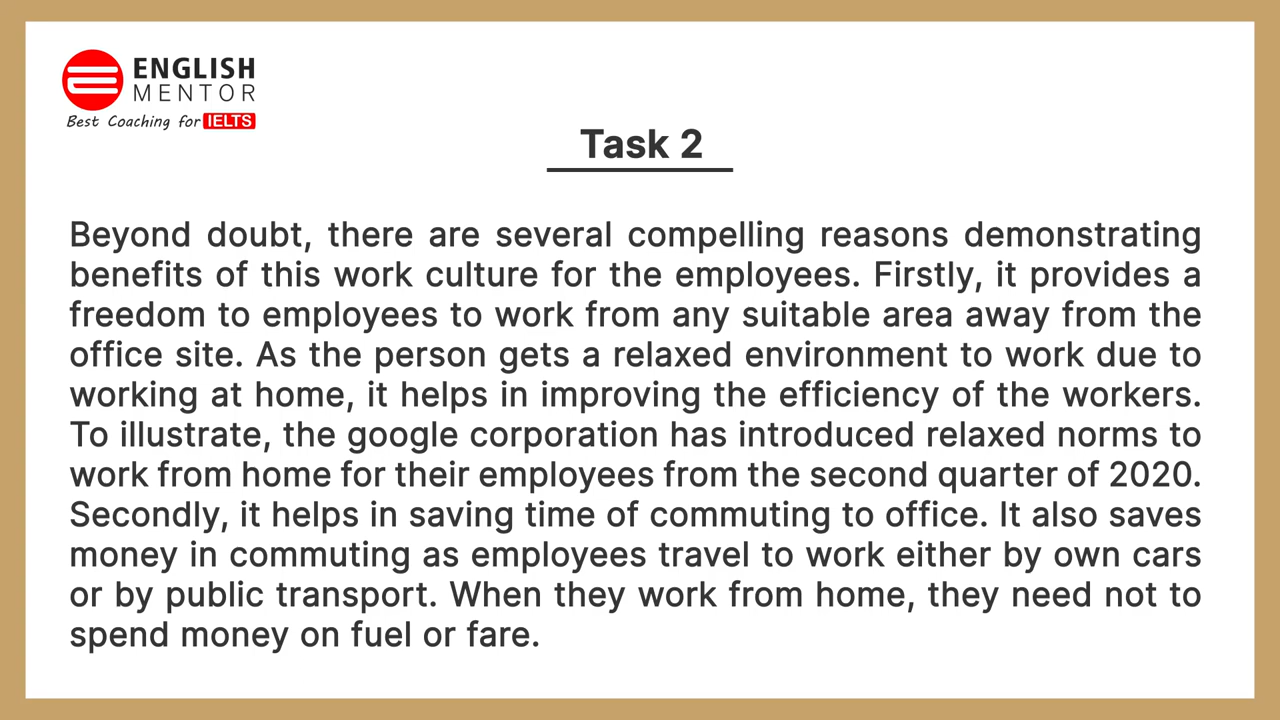 ENGLISH
MENTOR
Best Coaching for IELTS
Task 2
Beyond doubt, there are several compelling reasons demonstrating
benefits of this work culture for the employees. Firstly, it provides a
freedom to employees to work from any suitable area away from the
office site. As the person gets a relaxed environment to work due to
working at home, it helps in improving the efficiency of the workers.
To illustrate, the google corporation has introduced relaxed norms to
work from home for their employees from the second quarter of 2020.
Secondly, it helps in saving time of commuting to office. It also saves
money in commuting as employees travel to work either by own cars
or by public transport. When they work from home, they need not to
spend money on fuel or fare.